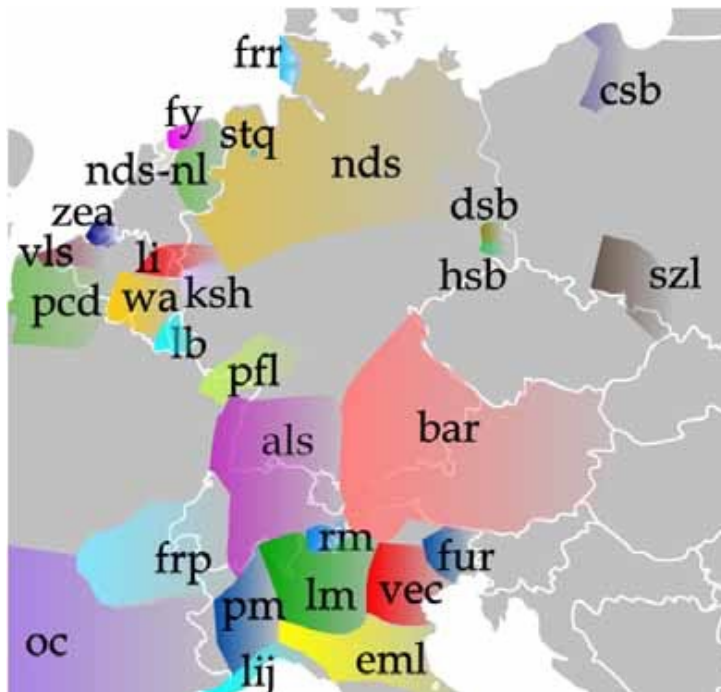 frr
csb
fy
stq
nds-nl
nds
zea
dsb
vls
li
hsb
szl
pcd
wa
ksh
lb
pfl
als
bar
rm
frp
fur
pm
lm
vec
oc
eml
lij